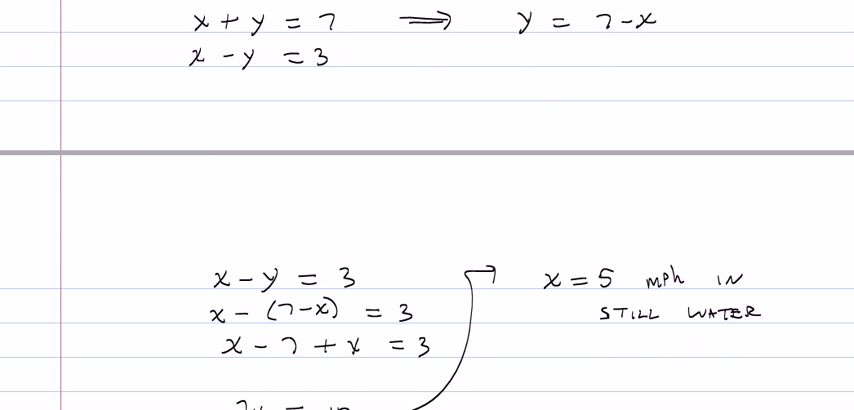 x + y = 7 ⟹ y = 7 - x
x - y = 3
x - y = 3
x - (7 - x) = 3
x - 7 + x = 3
x = 5 mph IN
STILL WATER